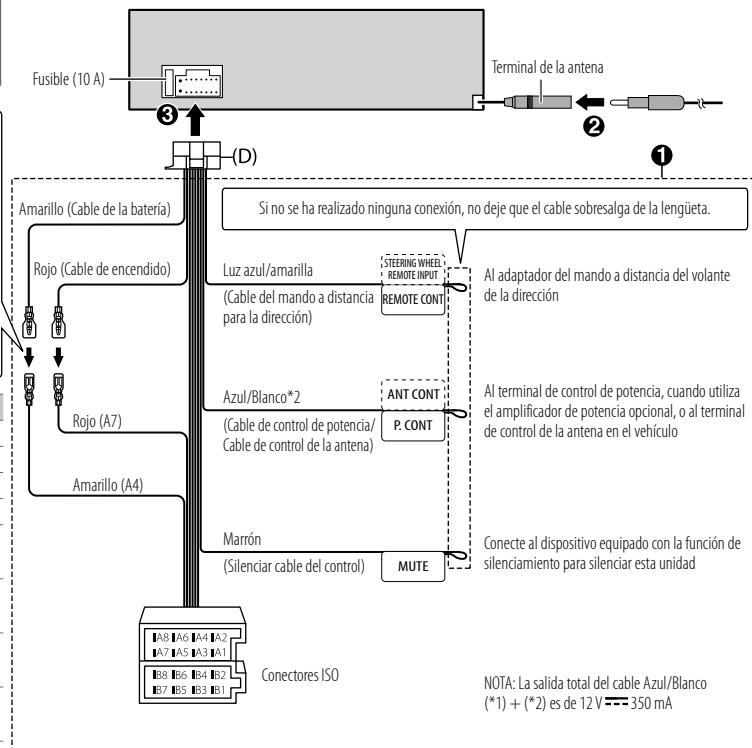 Fusible (10 A)
Terminal de la antena
❸
❷
(D)
❶
Amarillo (Cable de la batería)
Si no se ha realizado ninguna conexión, no deje que el cable sobresalga de la lengüeta.
Rojo (Cable de encendido)
Luz azul/amarilla
(Cable del mando a distancia
para la dirección)
STEERING WHEEL
REMOTE INPUT
REMOTE CONT
Al adaptador del mando a distancia del volante
de la dirección
Azul/Blanco*2
(Cable de control de potencia/
Cable de control de la antena)
ANT CONT
P. CONT
Al terminal de control de potencia, cuando utiliza
el amplificador de potencia opcional, o al terminal
de control de la antena en el vehículo
Rojo (A7)
Amarillo (A4)
Marrón
(Silenciar cable del control)
MUTE
Conecte al dispositivo equipado con la función de
silenciamiento para silenciar esta unidad
A8 A6 A4 A2
A7 A5 A3 A1
B8 B6 B4 B2
B7 B5 B3 B1
Conectores ISO
NOTA: La salida total del cable Azul/Blanco
(*1) + (*2) es de 12 V ⎓ 350 mA